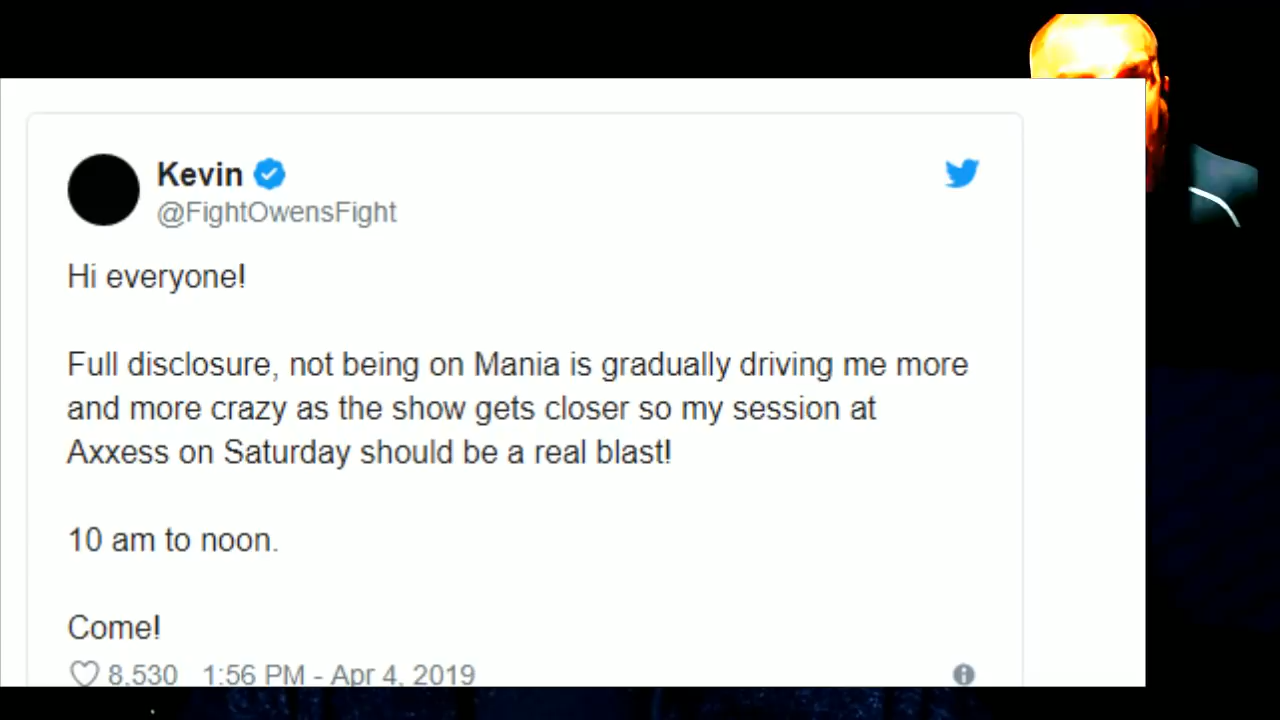 Kevin
@FightOwensFight
Hi everyone!
Full disclosure, not being on Mania is gradually driving me more
and more crazy as the show gets closer so my session at
Axxess on Saturday should be a real blast!
10 am to noon.
Come!
8,530 1:56 PM - Apr 4, 2019